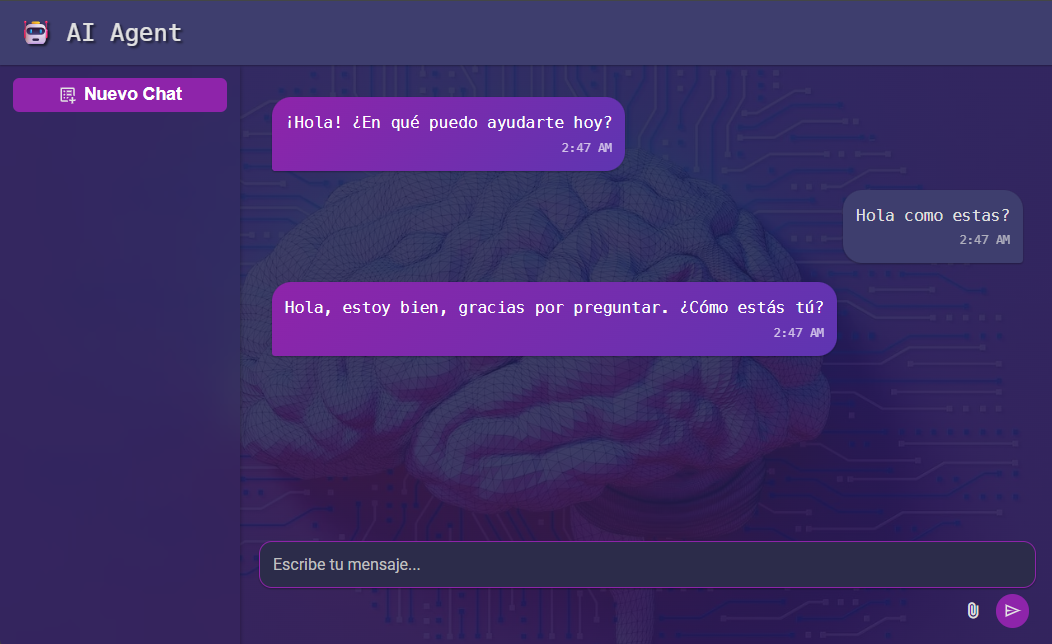 AI Agent
Nuevo Chat
¡Hola! ¿En qué puedo ayudarte hoy?
2:47 AM
Hola como estas?
2:47 AM
Hola, estoy bien, gracias por preguntar. ¿Cómo estás tú?
2:47 AM
Escribe tu mensaje...